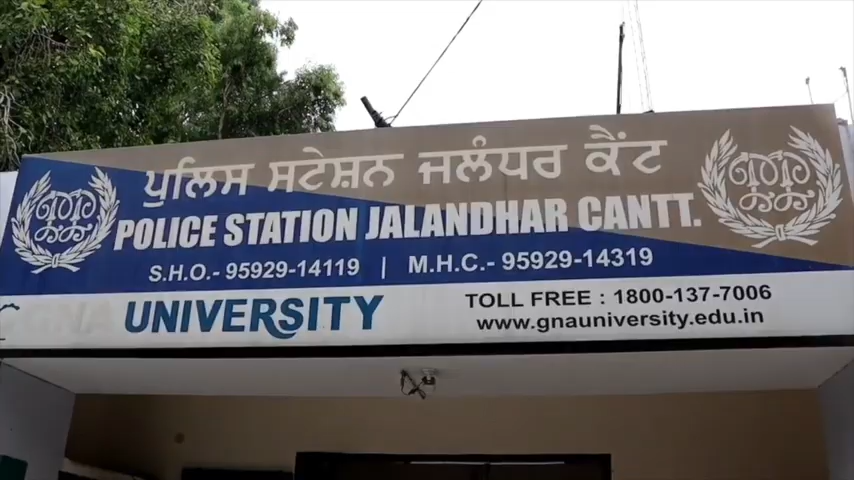 ਪੁਲਿਸ ਸਟੇਸ਼ਨ ਜਲੰਧਰ ਕੈਂਟ
POLICE STATION JALANDHAR CANTT.
S.H.O.-95929-14119 | M.H.C.-95929-14319
GNA UNIVERSITY
TOLL FREE : 1800-137-7006
www.gnauniversity.edu.in